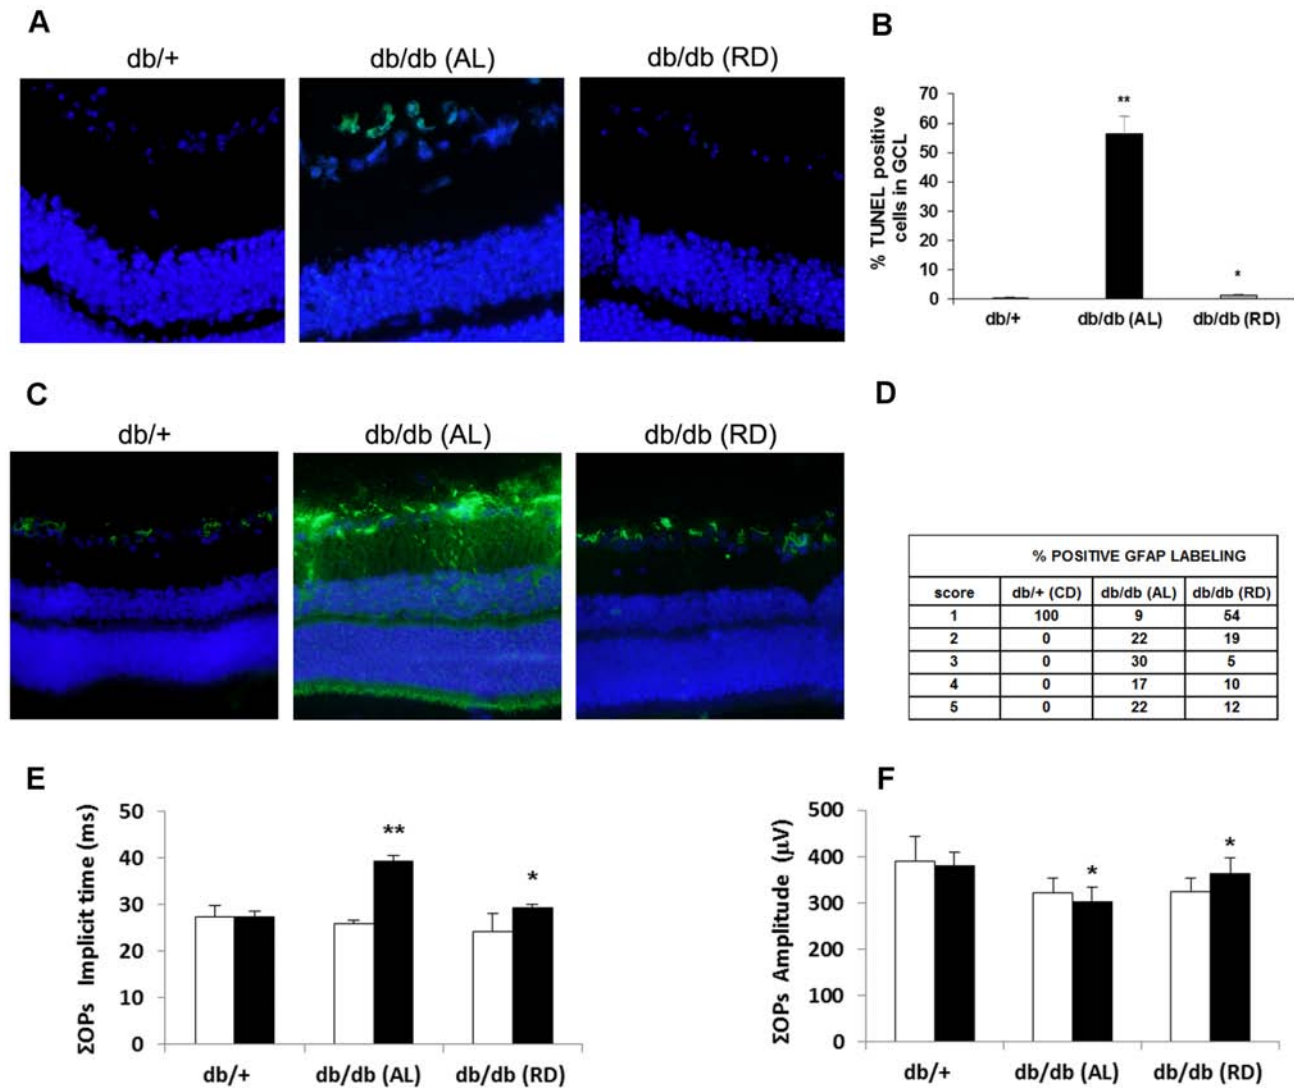 A
db/+ db/db (AL) db/db (RD)
B
% TUNEL positive
cells in GCL
70
60
50
40
30
20
10
0
**
*
db/+ db/db (AL) db/db (RD)
C
db/+ db/db (AL) db/db (RD)
D
% POSITIVE GFAP LABELING
score db/+ (CD) db/db (AL) db/db (RD)
1 100 9 54
2 0 22 19
3 0 30 5
4 0 17 10
5 0 22 12
E
ΣOPs Implicit time (ms)
50
40
30
20
10
0
**
*
db/+ db/db (AL) db/db (RD)
F
ΣOPs Amplitude (μV)
500
400
300
200
100
0
*
*
db/+ db/db (AL) db/db (RD)